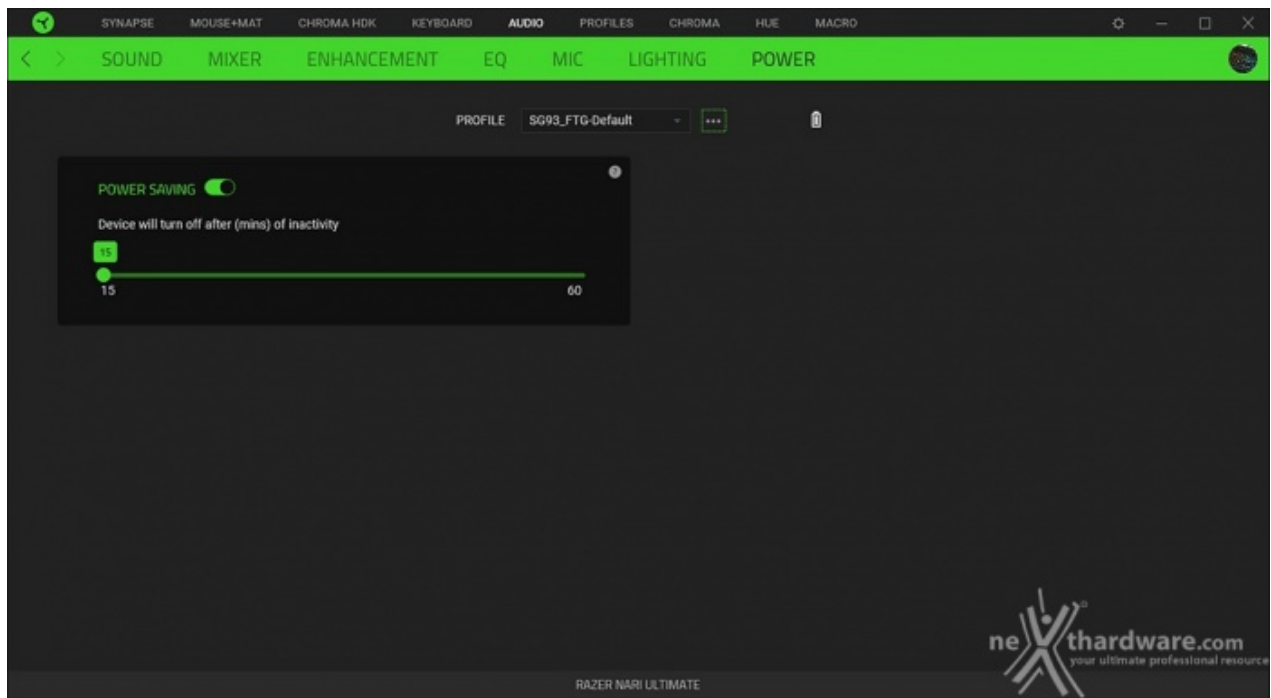 SYNAPSE MOUSE+MAT CHROMA HDK KEYBOARD AUDIO PROFILES CHROMA HUE MACRO
SOUND MIXER ENHANCEMENT EQ MIC LIGHTING POWER
PROFILE SG93_FTG-Default
POWER SAVING
?
Device will turn off after (mins) of inactivity
15
15 60
nexthardware.com
your ultimate professional resource
RAZER NARI ULTIMATE